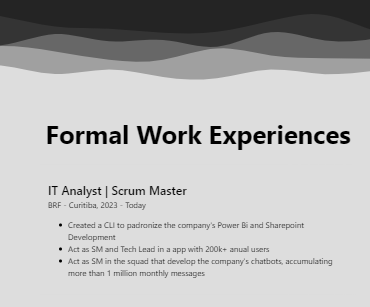 Formal Work Experiences
IT Analyst | Scrum Master
BRF - Curitiba, 2023 - Today
• Created a CLI to padronize the company's Power Bi and Sharepoint
Development
• Act as SM and Tech Lead in a app with 200k+ anual users
• Act as SM in the squad that develop the company's chatbots, accumulating
more than 1 million monthly messages